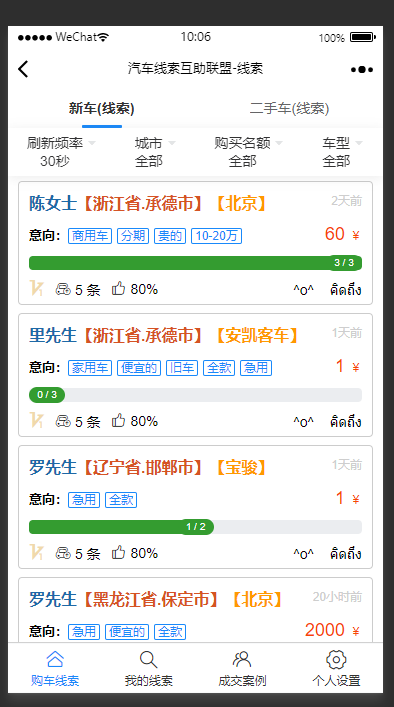 WeChat 10:06 100%
汽车线索互助联盟-线索
新车(线索) 二手车(线索)
刷新频率 城市 购买名额 车型
30秒 全部 全部 全部
陈女士【浙江省.承德市】【北京】 2天前
意向: 商用车 分期 贵的 10-20万 60 ¥
3 / 3
5 条 80% ^o^ คิดถึง
里先生【浙江省.承德市】【安凯客车】 1天前
意向: 家用车 便宜的 旧车 全款 急用 1 ¥
0 / 3
5 条 80% ^o^ คิดถึง
罗先生【辽宁省.邯郸市】【宝骏】 1天前
意向: 急用 全款 1 ¥
1 / 2
5 条 80% ^o^ คิดถึง
罗先生【黑龙江省.保定市】【北京】 20小时前
意向: 急用 便宜的 全款 2000 ¥
购车线索 我的线索 成交案例 个人设置